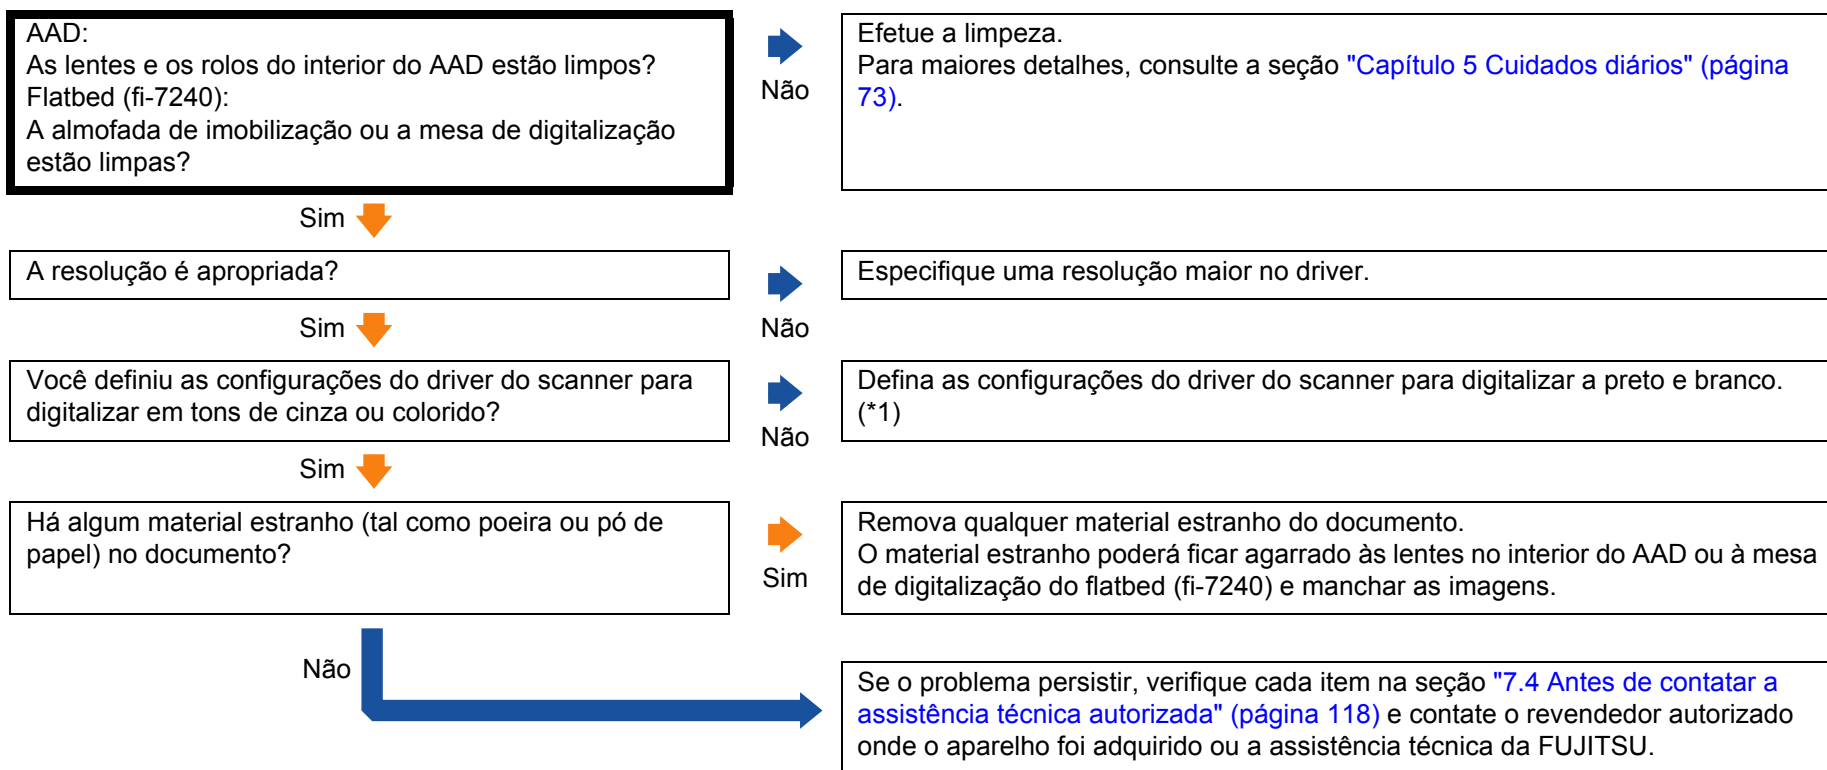 AAD:
As lentes e os rolos do interior do AAD estão limpos?
Flatbed (fi-7240):
A almofada de imobilização ou a mesa de digitalização
estão limpas?
Não
Efetue a limpeza.
Para maiores detalhes, consulte a seção "Capítulo 5 Cuidados diários" (página
73).
Sim
A resolução é apropriada?
Não
Especifique uma resolução maior no driver.
Sim
Você definiu as configurações do driver do scanner para
digitalizar em tons de cinza ou colorido?
Não
Defina as configurações do driver do scanner para digitalizar a preto e branco.
(*1)
Sim
Há algum material estranho (tal como poeira ou pó de
papel) no documento?
Sim
Remova qualquer material estranho do documento.
O material estranho poderá ficar agarrado às lentes no interior do AAD ou à mesa
de digitalização do flatbed (fi-7240) e manchar as imagens.
Não
Se o problema persistir, verifique cada item na seção "7.4 Antes de contatar a
assistência técnica autorizada" (página 118) e contate o revendedor autorizado
onde o aparelho foi adquirido ou a assistência técnica da FUJITSU.